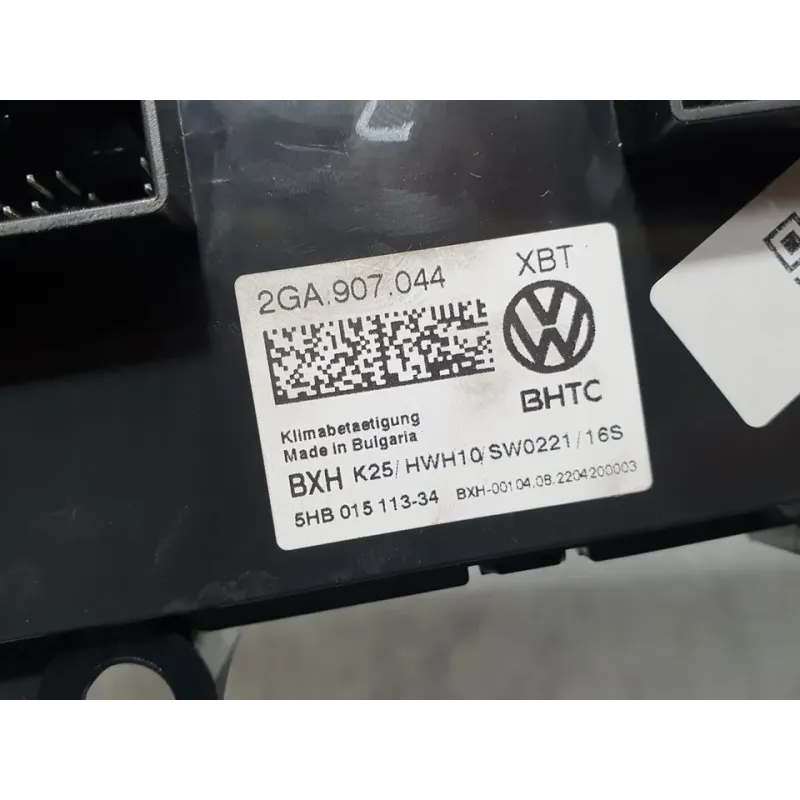 2GA.907.044 XBT
BHTC
Klimabetaetigung
Made in Bulgaria
BXH K25/HWH10/SW0221/16S
5HB 015 113-34 BXH-00104.08.2204200003